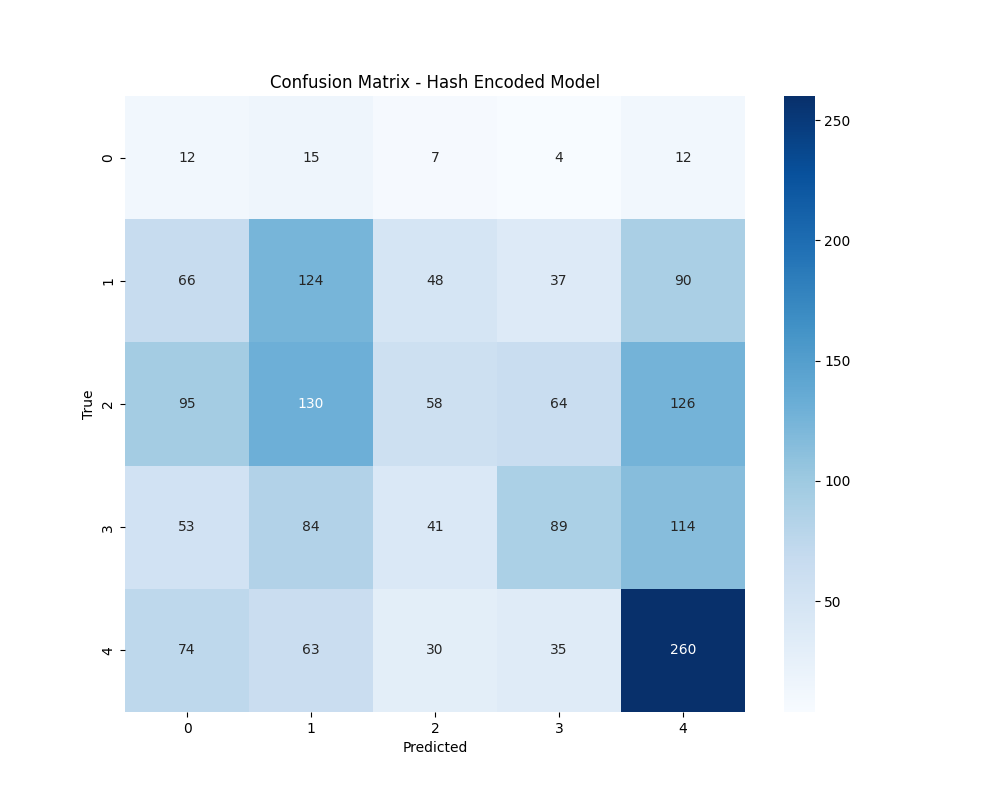 Confusion Matrix - Hash Encoded Model
0 12 15 7 4 12
1 66 124 48 37 90
2 95 130 58 64 126
3 53 84 41 89 114
4 74 63 30 35 260
0 1 2 3 4
Predicted
True
250
200
150
100
50